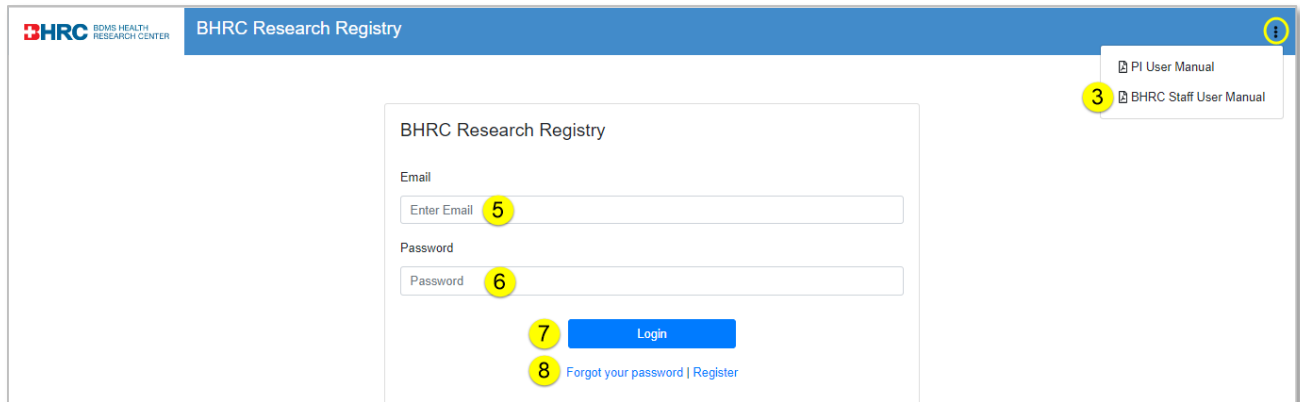 BHRC BDMS HEALTH
RESEARCH CENTER
BHRC Research Registry
PI User Manual
3 BHRC Staff User Manual
BHRC Research Registry
Email
Enter Email 5
Password
Password 6
7 Login
8 Forgot your password | Register